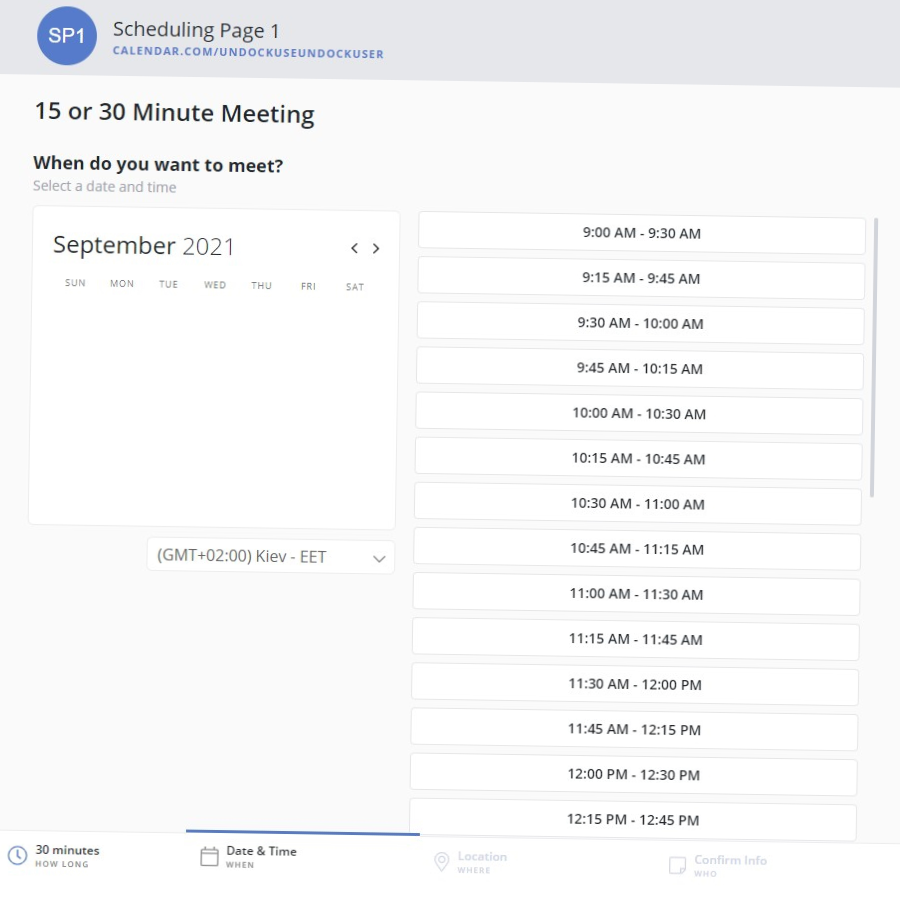 SP1
Scheduling Page 1
CALENDAR.COM/UNDOCKUSEUNDOCKUSER
15 or 30 Minute Meeting
When do you want to meet?
Select a date and time
September 2021
SUN MON TUE WED THU FRI SAT
(GMT+02:00) Kiev - EET
9:00 AM - 9:30 AM
9:15 AM - 9:45 AM
9:30 AM - 10:00 AM
9:45 AM - 10:15 AM
10:00 AM - 10:30 AM
10:15 AM - 10:45 AM
10:30 AM - 11:00 AM
10:45 AM - 11:15 AM
11:00 AM - 11:30 AM
11:15 AM - 11:45 AM
11:30 AM - 12:00 PM
11:45 AM - 12:15 PM
12:00 PM - 12:30 PM
12:15 PM - 12:45 PM
30 minutes
HOW LONG
Date & Time
WHEN
Location
WHERE
Confirm Info
WHO